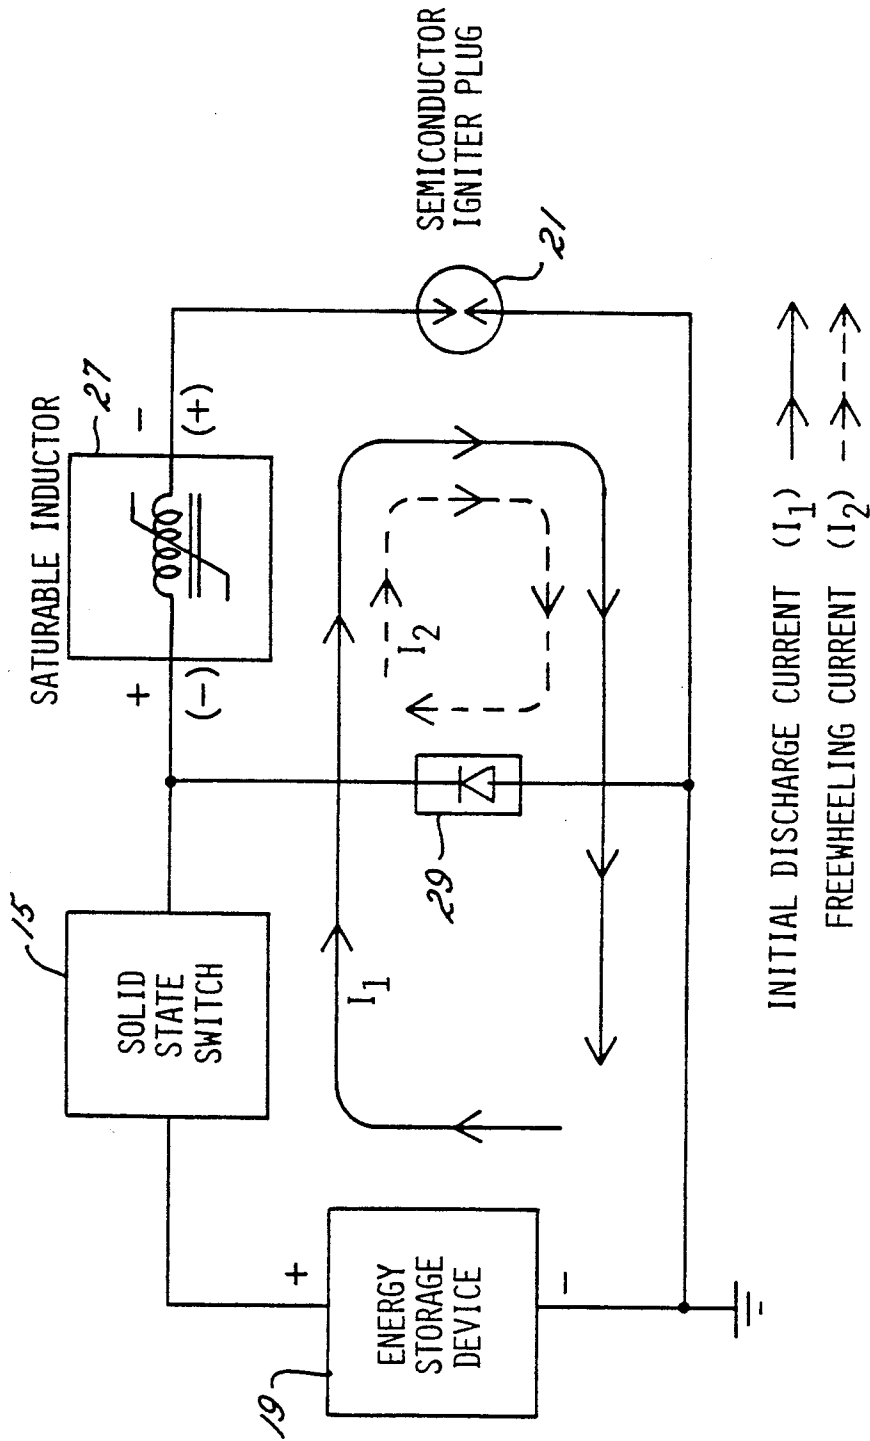 15
SOLID
STATE
SWITCH
SATURABLE INDUCTOR
27
+
(-)
-
(+)
19
+
ENERGY
STORAGE
DEVICE
-
I1
29
I2
SEMICONDUCTOR
IGNITER PLUG
21
INITIAL DISCHARGE CURRENT (I1)
FREEWHEELING CURRENT (I2)